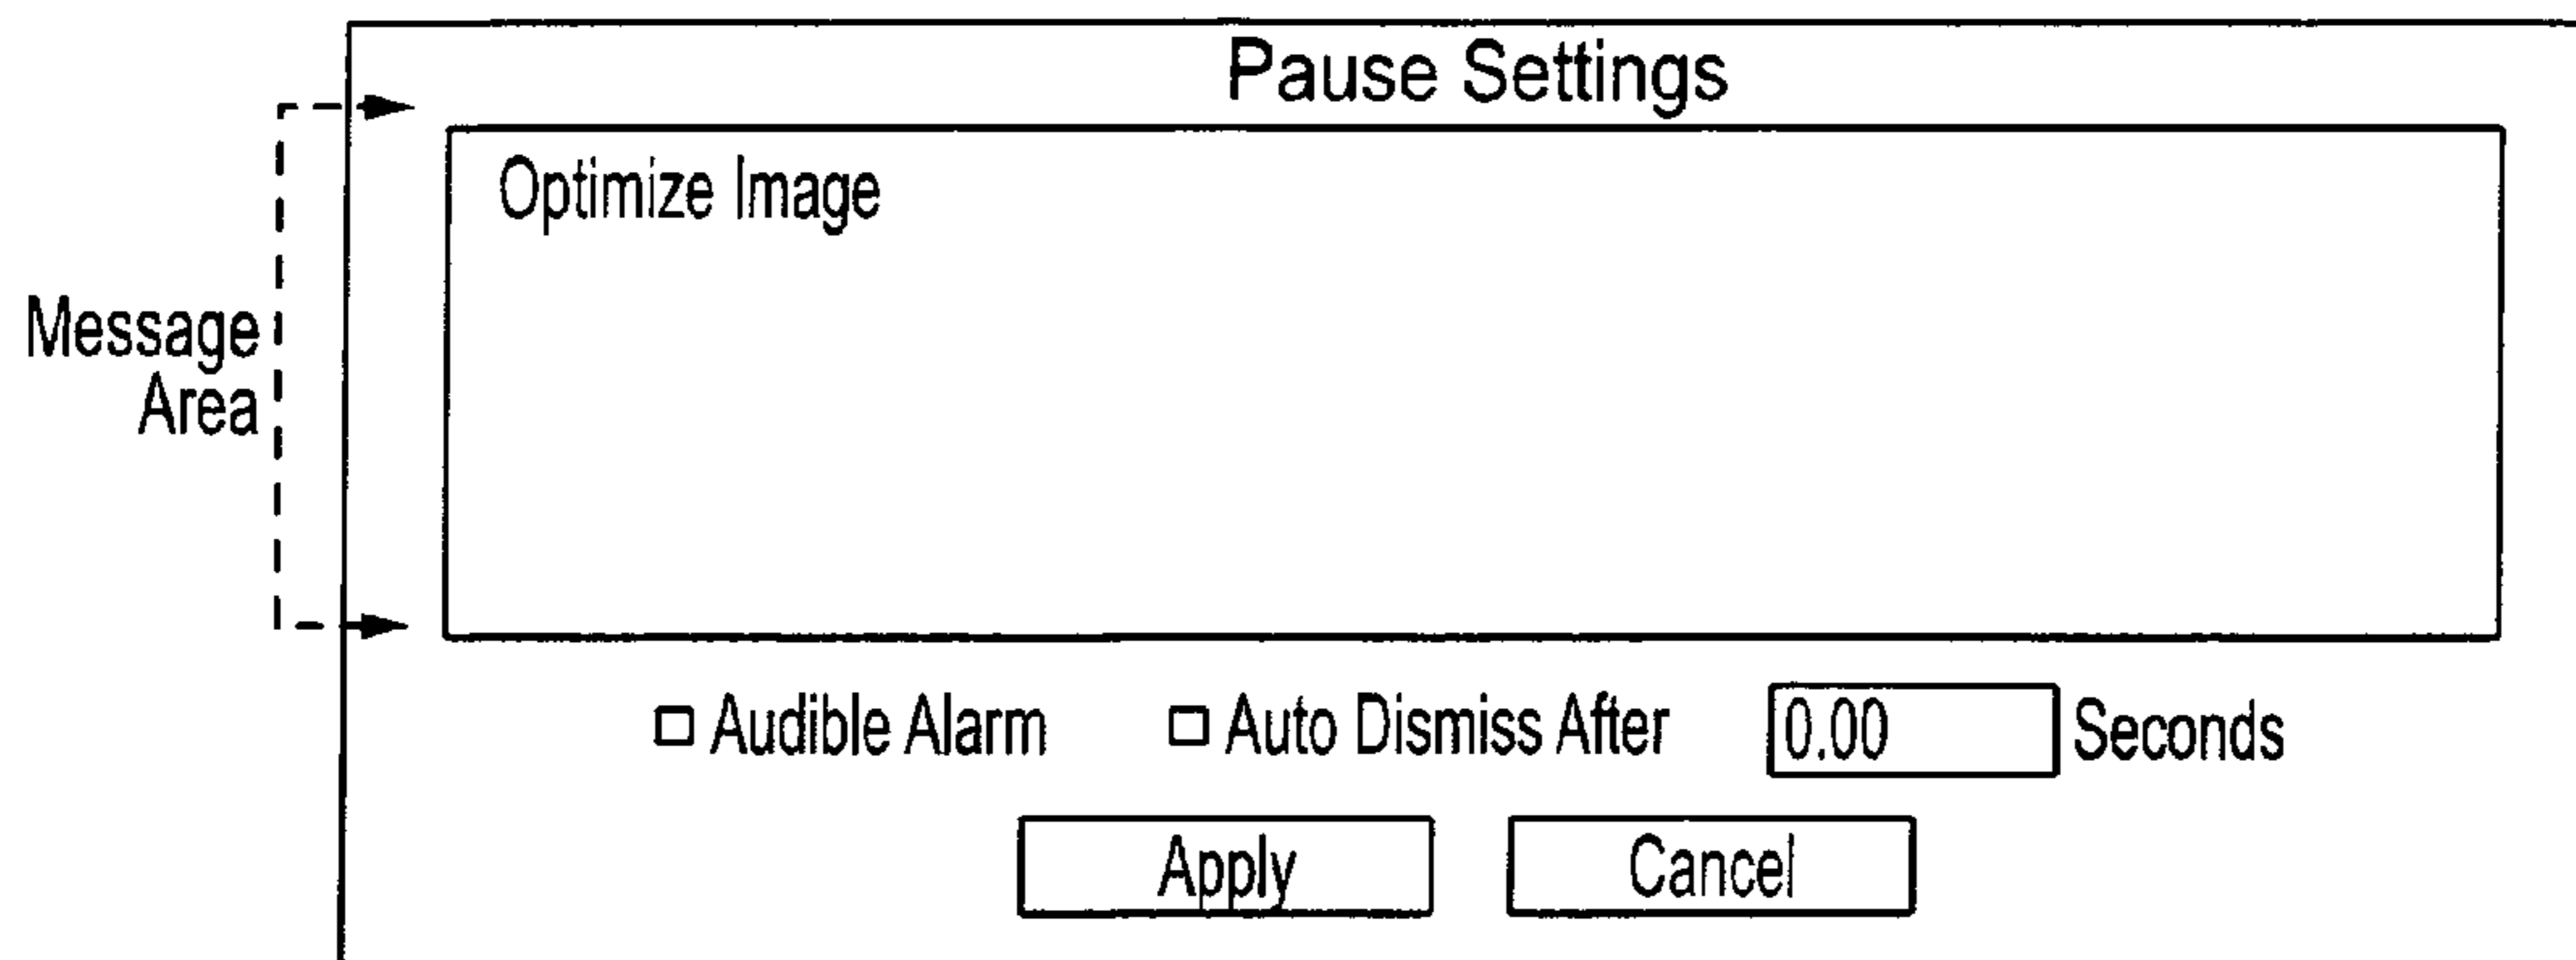 Pause Settings
Optimize Image
Message
Area
Audible Alarm Auto Dismiss After 0.00 Seconds
Apply Cancel